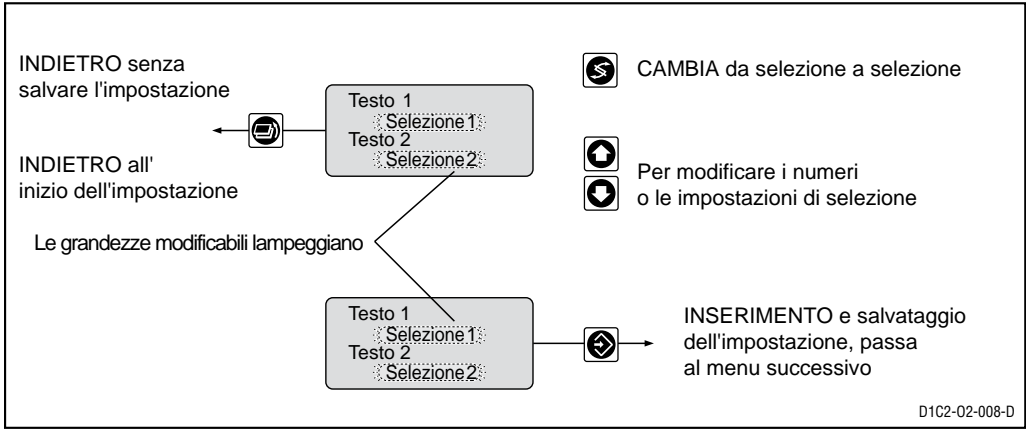 INDIETRO senza
salvare l'impostazione
INDIETRO all'
inizio dell'impostazione
Testo 1
Selezione1
Testo 2
Selezione2
CAMBIA da selezione a selezione
Per modificare i numeri
o le impostazioni di selezione
Le grandezze modificabili lampeggiano
Testo 1
Selezione1
Testo 2
Selezione2
INSERIMENTO e salvataggio
dell'impostazione, passa
al menu successivo
D1C2-O2-008-D